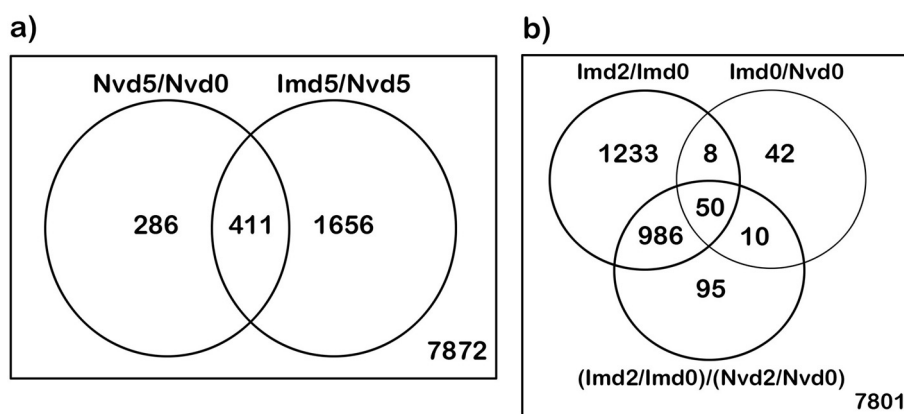 a)
Nvd5/Nvd0 Imd5/Nvd5
286 411 1656
7872
b)
Imd2/Imd0 Imd0/Nvd0
1233 8 42
50
986 10
95
(Imd2/Imd0)/(Nvd2/Nvd0)
7801